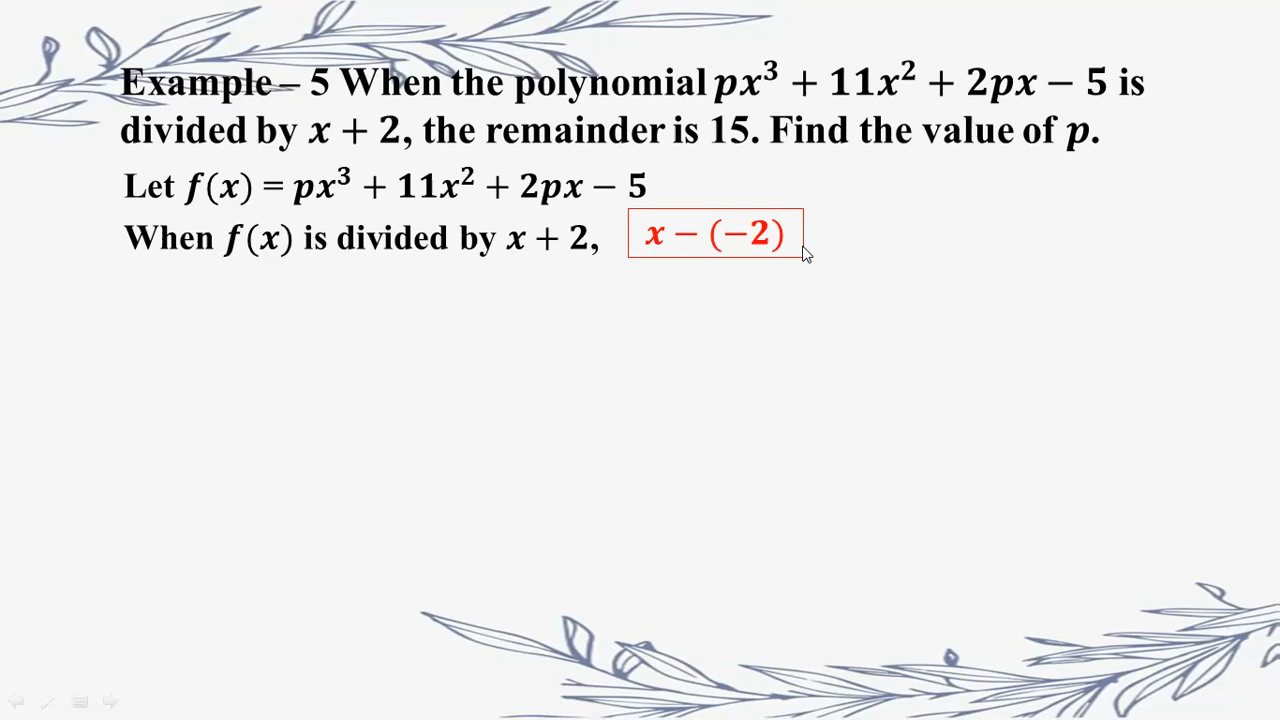 Example – 5 When the polynomial px³ + 11x² + 2px − 5 is
divided by x + 2, the remainder is 15. Find the value of p.
Let f(x) = px³ + 11x² + 2px − 5
When f(x) is divided by x + 2, x − (−2)